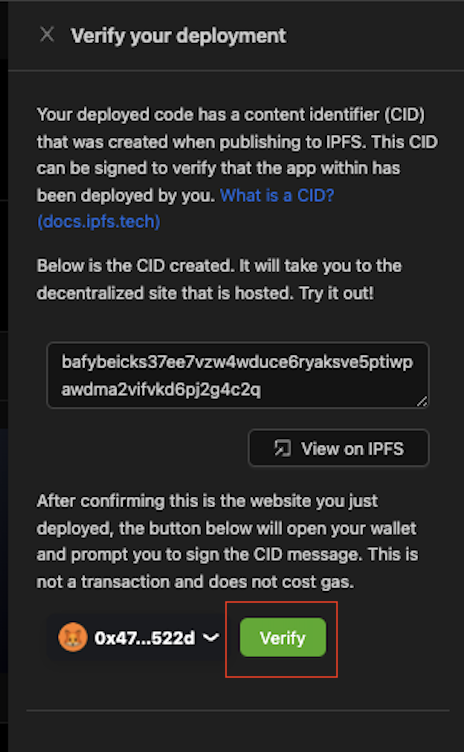 Verify your deployment
Your deployed code has a content identifier (CID)
that was created when publishing to IPFS. This CID
can be signed to verify that the app within has
been deployed by you. What is a CID?
(docs.ipfs.tech)
Below is the CID created. It will take you to the
decentralized site that is hosted. Try it out!
bafybeicks37ee7vzw4wduce6ryaksve5ptiwp
awdma2vifvkd6pj2g4c2q
View on IPFS
After confirming this is the website you just
deployed, the button below will open your wallet
and prompt you to sign the CID message. This is
not a transaction and does not cost gas.
0x47...522d
Verify